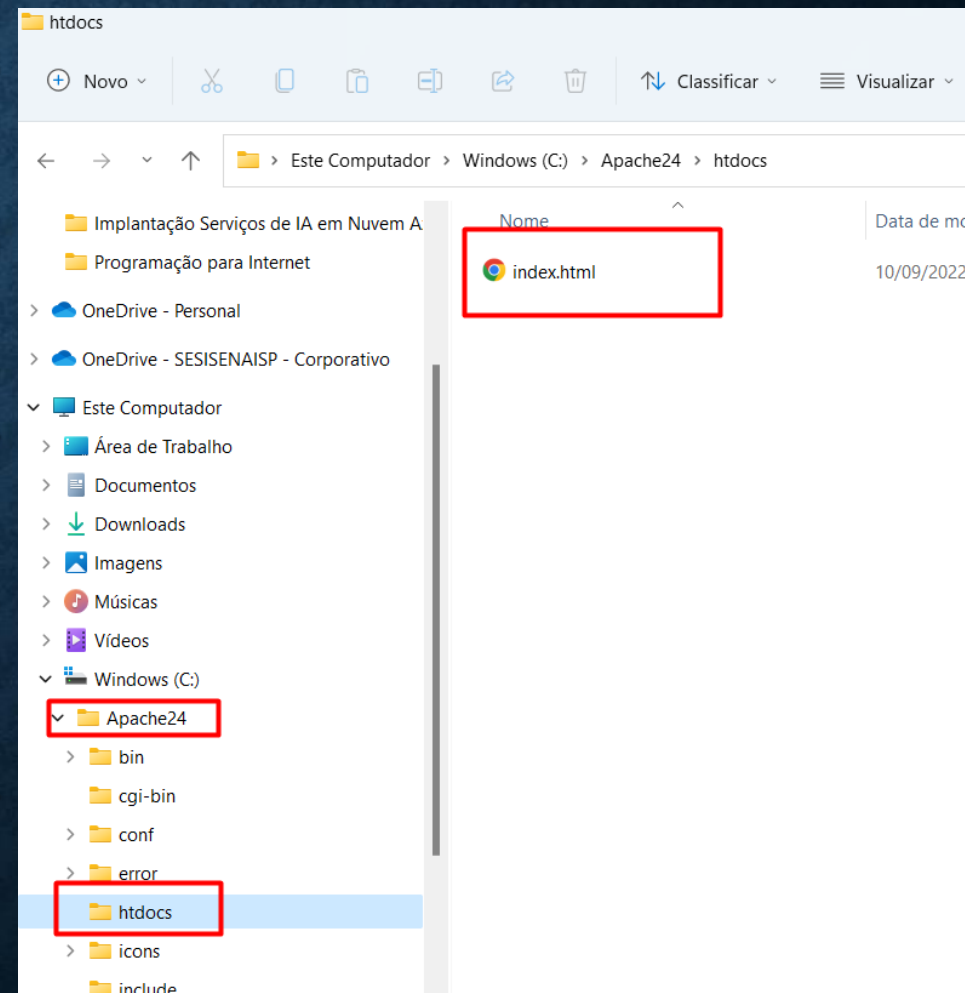 htdocs
Novo
Classificar
Visualizar
Este Computador > Windows (C:) > Apache24 > htdocs
Implantação Serviços de IA em Nuvem A
Programação para Internet
OneDrive - Personal
OneDrive - SESISENAISP - Corporativo
Este Computador
Área de Trabalho
Documentos
Downloads
Imagens
Músicas
Vídeos
Windows (C:)
Apache24
bin
cgi-bin
conf
error
htdocs
icons
include
Nome
Data de mo
index.html
10/09/2022